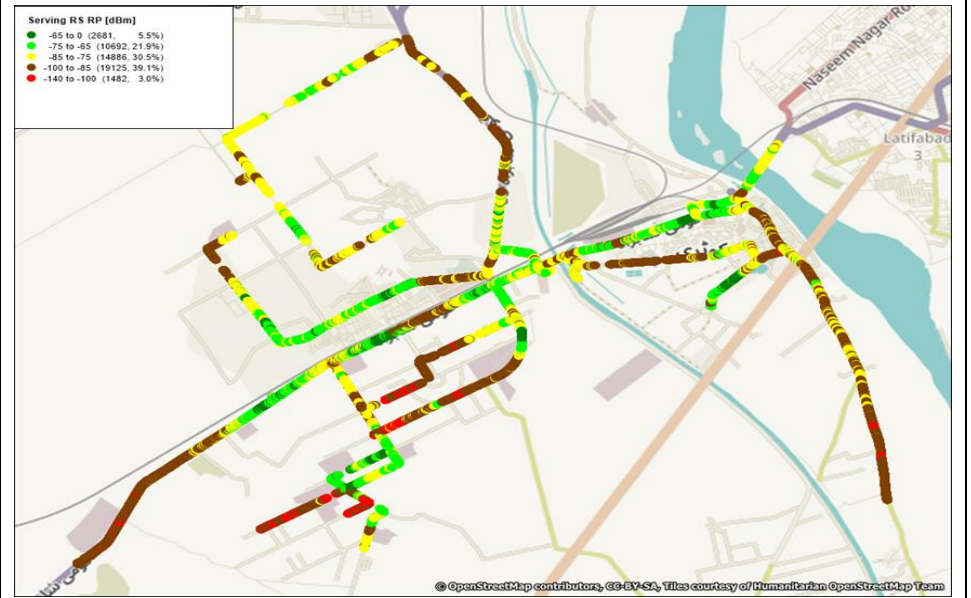 Serving RS RP [dBm]
-65 to 0 (2681, 5.5%)
-75 to -65 (10692, 21.9%)
-85 to -75 (14886, 30.5%)
-100 to -85 (19125, 39.1%)
-140 to -100 (1482, 3.0%)
Naseem Nagar Ro
Latifabad
3
© OpenStreetMap contributors, CC-BY-SA, Tiles courtesy of Humanitarian OpenStreetMap Team